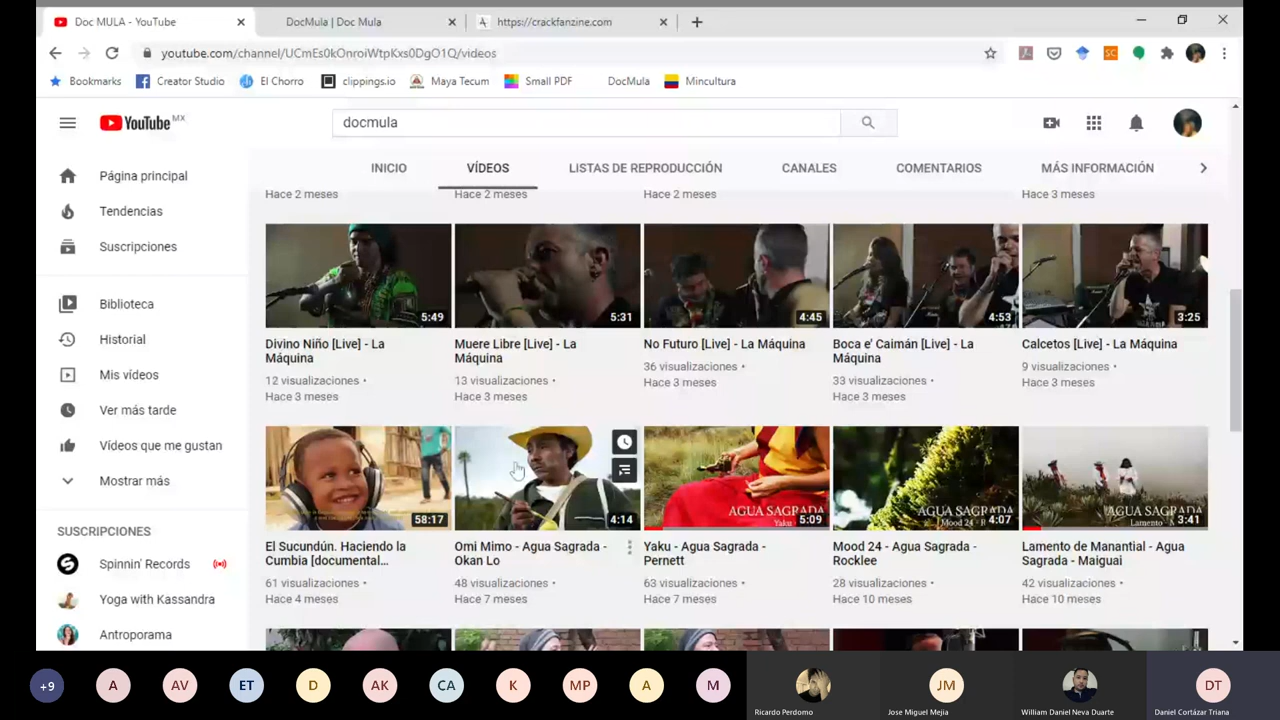 Doc MULA - YouTube
DocMula | Doc Mula
https://crackfanzine.com
youtube.com/channel/UCmEs0kOnroiWtpKxs0DgO1Q/videos
Bookmarks
Creator Studio
El Chorro
clippings.io
Maya Tecum
Small PDF
DocMula
Mincultura
YouTube MX
docmula
INICIO
VÍDEOS
LISTAS DE REPRODUCCIÓN
CANALES
COMENTARIOS
MÁS INFORMACIÓN
Página principal
Tendencias
Suscripciones
Biblioteca
Historial
Mis vídeos
Ver más tarde
Vídeos que me gustan
Mostrar más
SUSCRIPCIONES
Spinnin' Records
Yoga with Kassandra
Antroporama
Hace 2 meses
Hace 2 meses
Hace 2 meses
Hace 3 meses
5:49
5:31
4:45
4:53
3:25
Divino Niño [Live] - La
Máquina
12 visualizaciones •
Hace 3 meses
Muere Libre [Live] - La
Máquina
13 visualizaciones •
Hace 3 meses
No Futuro [Live] - La Máquina
36 visualizaciones •
Hace 3 meses
Boca e' Caimán [Live] - La
Máquina
33 visualizaciones •
Hace 3 meses
Calcetos [Live] - La Máquina
9 visualizaciones •
Hace 3 meses
58:17
4:14
AGUA SAGRADA
Yaku -
5:09
AGUA SAGRADA
Mood 24 - R
4:07
AGUA SAGRADA
Lamento
3:41
El Sucundún. Haciendo la
Cumbia [documental...
61 visualizaciones •
Hace 4 meses
Omi Mimo - Agua Sagrada -
Okan Lo
48 visualizaciones •
Hace 7 meses
Yaku - Agua Sagrada -
Pernett
63 visualizaciones •
Hace 7 meses
Mood 24 - Agua Sagrada -
Rocklee
28 visualizaciones •
Hace 10 meses
Lamento de Manantial - Agua
Sagrada - Maiguai
42 visualizaciones •
Hace 10 meses
+9
A
AV
ET
D
AK
CA
K
MP
A
M
JM
DT
Ricardo Perdomo
Jose Miguel Mejia
William Daniel Neva Duarte
Daniel Cortázar Triana